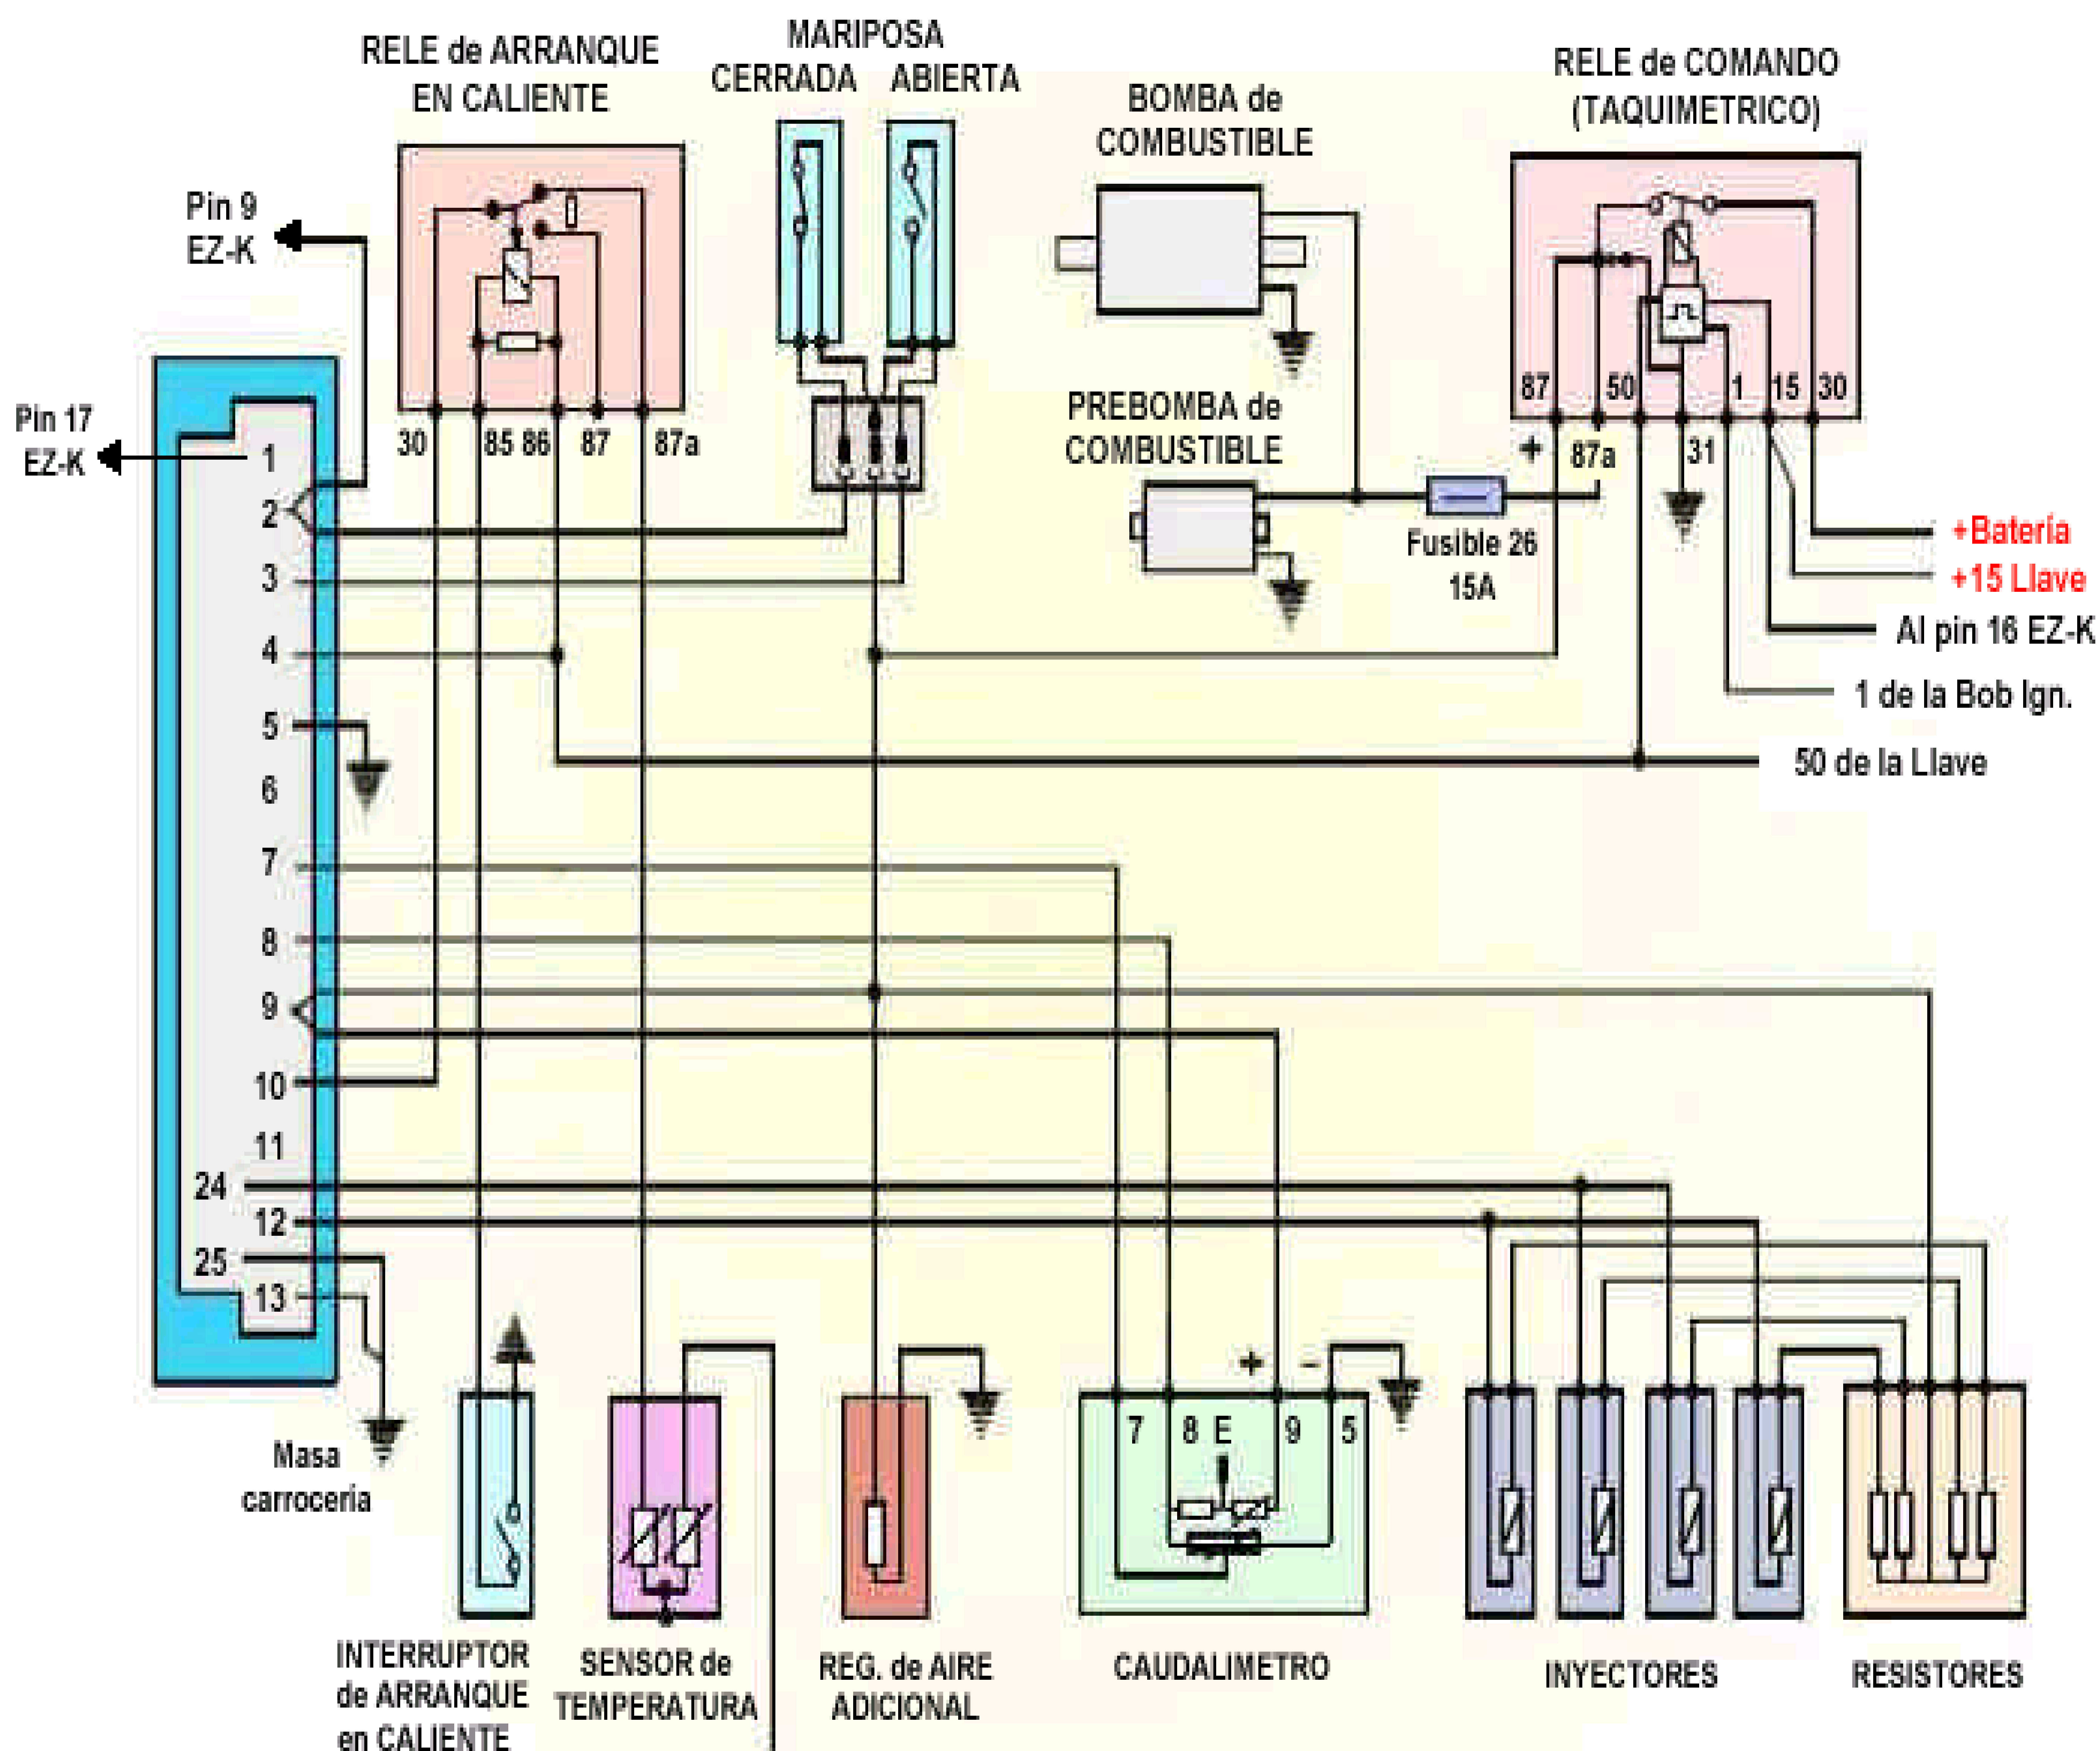 RELE de ARRANQUE
EN CALIENTE
MARIPOSA
CERRADA ABIERTA
BOMBA de
COMBUSTIBLE
RELE de COMANDO
(TAQUIMETRICO)
Pin 9
EZ-K
Pin 17
EZ-K
30 85 86 87 87a
PREBOMBA de
COMBUSTIBLE
87 50 1 15 30
+ 87a 31
Fusible 26
15A
+Batería
+15 Llave
Al pin 16 EZ-K
1 de la Bob Ign.
50 de la Llave
1
2
3
4
5
6
7
8
9
10
11
24
12
25
13
Masa
carrocería
+ −
7 8 E 9 5
INTERRUPTOR
de ARRANQUE
en CALIENTE
SENSOR de
TEMPERATURA
REG. de AIRE
ADICIONAL
CAUDALIMETRO
INYECTORES
RESISTORES